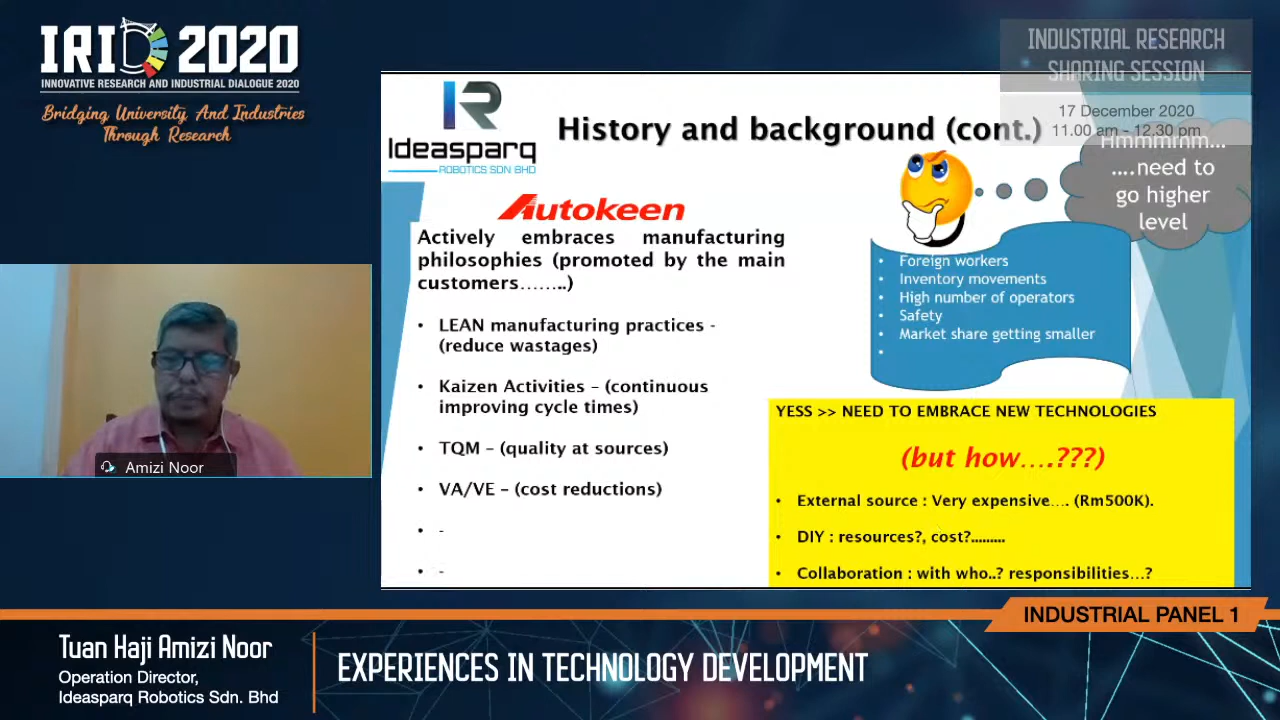 IRID 2020
INNOVATIVE RESEARCH AND INDUSTRIAL DIALOGUE 2020
Bridging University And Industries
Through Research
INDUSTRIAL RESEARCH
SHARING SESSION
17 December 2020
11.00 am - 12.30 pm
IR
Ideasparq
ROBOTICS SDN BHD
History and background (cont.)
Hmmmmm...
....need to
go higher
level
Autokeen
Actively embraces manufacturing
philosophies (promoted by the main
customers……..)
• LEAN manufacturing practices -
(reduce wastages)
• Kaizen Activities – (continuous
improving cycle times)
• TQM – (quality at sources)
• VA/VE – (cost reductions)
• -
• -
• Foreign workers
• Inventory movements
• High number of operators
• Safety
• Market share getting smaller
•
YESS >> NEED TO EMBRACE NEW TECHNOLOGIES
(but how….???)
• External source : Very expensive…. (Rm500K).
• DIY : resources?, cost?.........
• Collaboration : with who..? responsibilities…?
Amizi Noor
INDUSTRIAL PANEL 1
Tuan Haji Amizi Noor
Operation Director,
Ideasparq Robotics Sdn. Bhd
EXPERIENCES IN TECHNOLOGY DEVELOPMENT